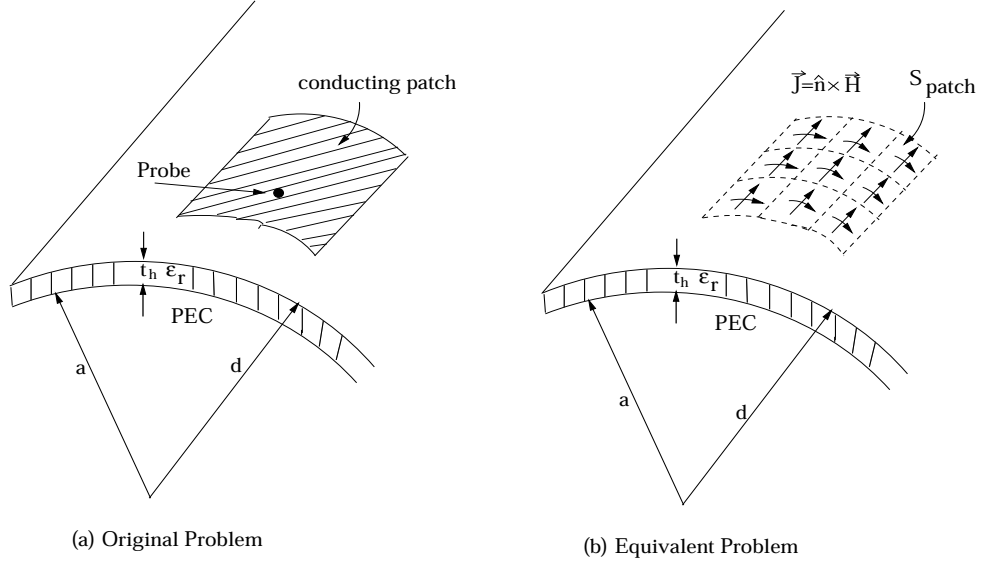 conducting patch
Probe
t_h ε_r
PEC
a
d
(a) Original Problem
J⃗=n̂×H⃗
S_patch
t_h ε_r
PEC
a
d
(b) Equivalent Problem